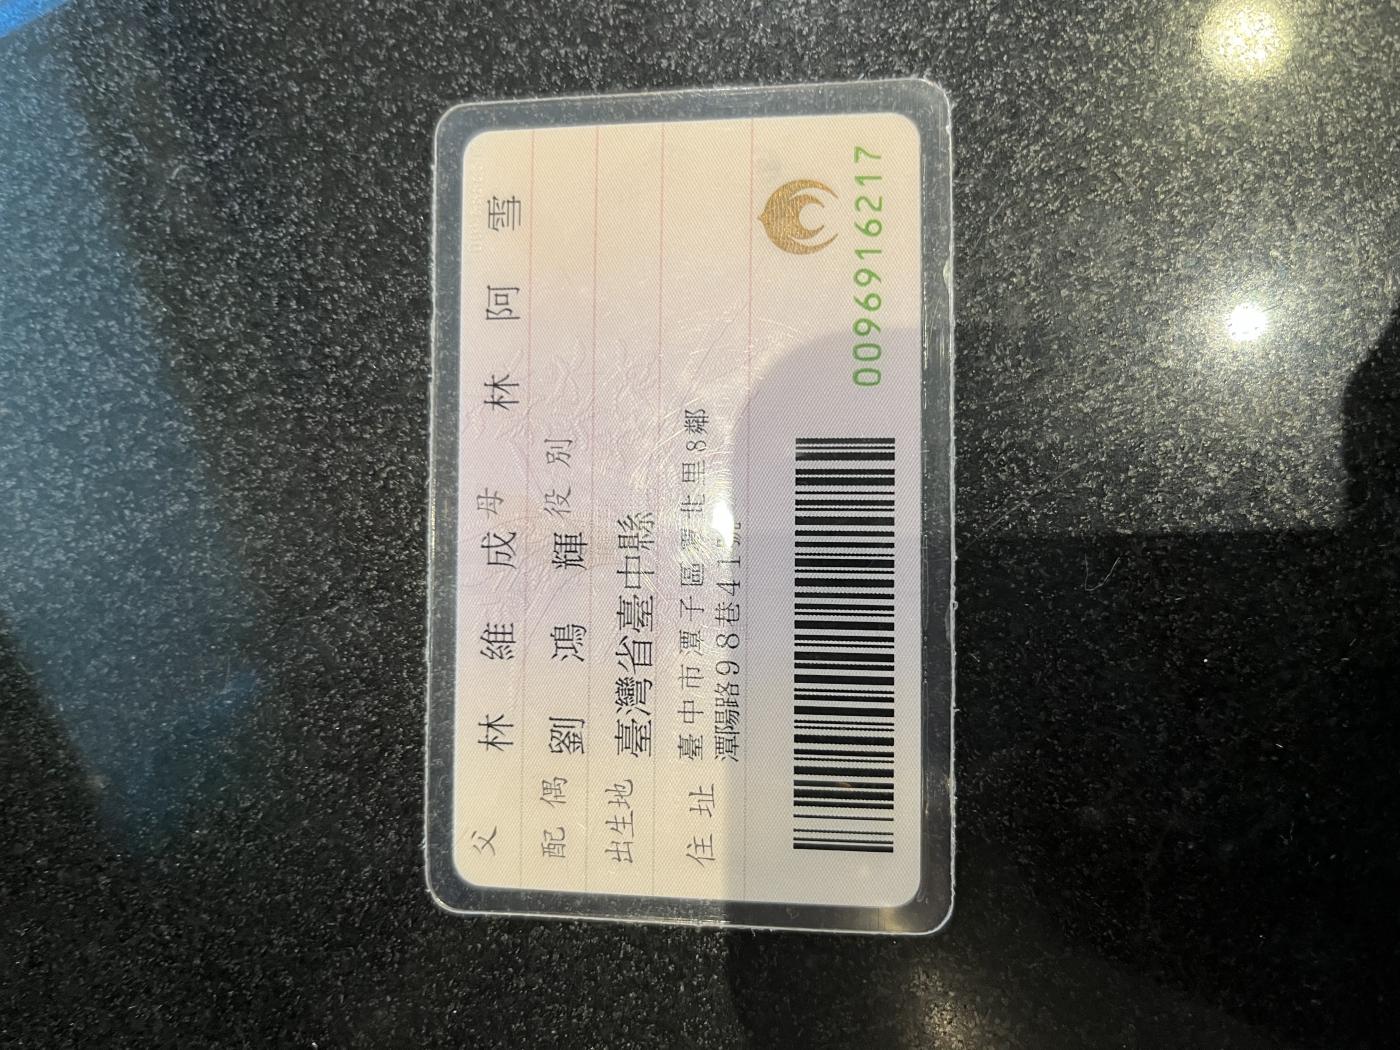 父 林維成 母 林阿雪
配偶 劉鴻輝 役別
出生地 臺灣省臺中縣
住址 臺中市潭子區潭北里8鄰
潭陽路98巷41號
0096916217